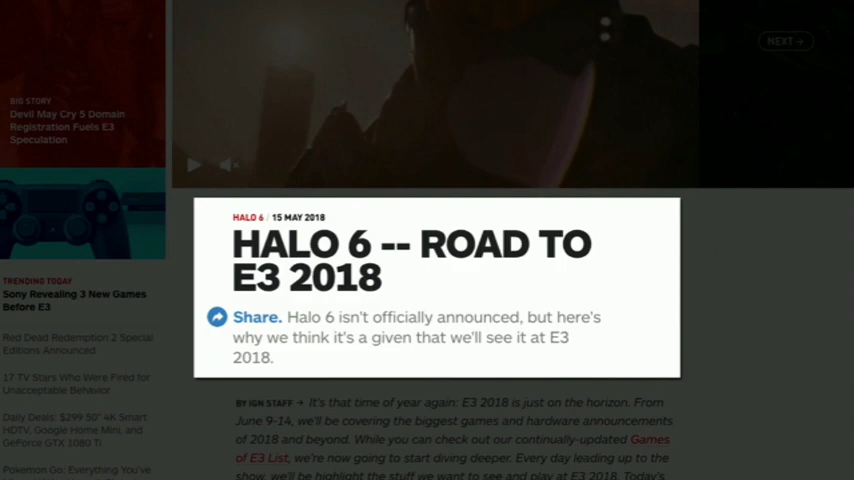 NEXT→
BIG STORY
Devil May Cry 5 Domain
Registration Fuels E3
Speculation
HALO 6 / 15 MAY 2018
HALO 6 -- ROAD TO
E3 2018
Share. Halo 6 isn't officially announced, but here's
why we think it's a given that we'll see it at E3
2018.
TRENDING TODAY
Sony Revealing 3 New Games
Before E3
Red Dead Redemption 2 Special
Editions Announced
17 TV Stars Who Were Fired for
Unacceptable Behavior
Daily Deals: $299 50" 4K Smart
HDTV, Google Home Mini, and
GeForce GTX 1080 Ti
Pokemon Go: Everything You've
BY IGN STAFF → It's that time of year again: E3 2018 is just on the horizon. From
June 9-14, we'll be covering the biggest games and hardware announcements
of 2018 and beyond. While you can check out our continually-updated Games
of E3 List, we're now going to start diving deeper. Every day leading up to the
show, we'll be highlight the stuff we want to see and play at E3 2018. Today's